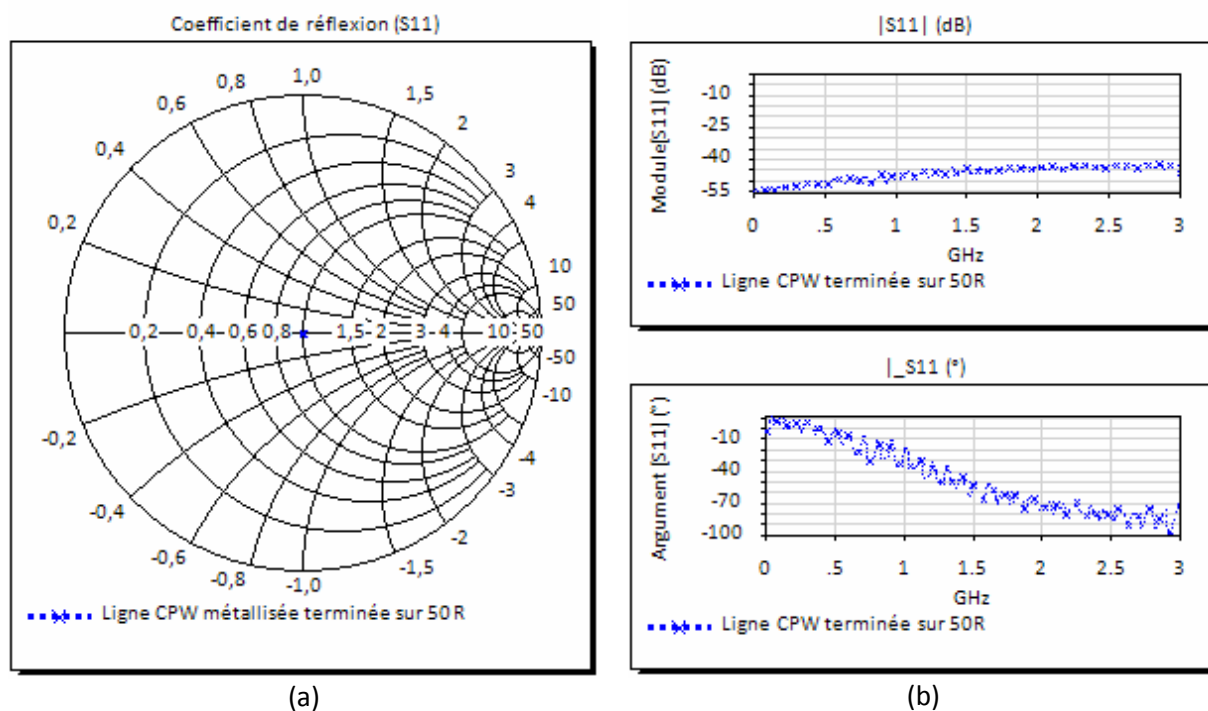 Coefficient de réflexion (S11)
1,0
0,8
1,5
0,6
2
0,4
3
4
0,2
10
50
0,2 0,4 0,6 0,8 1,5 2 3 4 10 50
-50
-10
-0,2
-4
-3
-0,4
-2
-0,6
-1,5
-0,8
-1,0
Ligne CPW métallisée terminée sur 50R
(a)
|S11| (dB)
Module[S11] (dB)
-10
-25
-40
-55
0 .5 1 1.5 2 2.5 3
GHz
Ligne CPW terminée sur 50R
|_S11 (°)
Argument [S11] (°)
-10
-40
-70
-100
0 .5 1 1.5 2 2.5 3
GHz
Ligne CPW terminée sur 50R
(b)